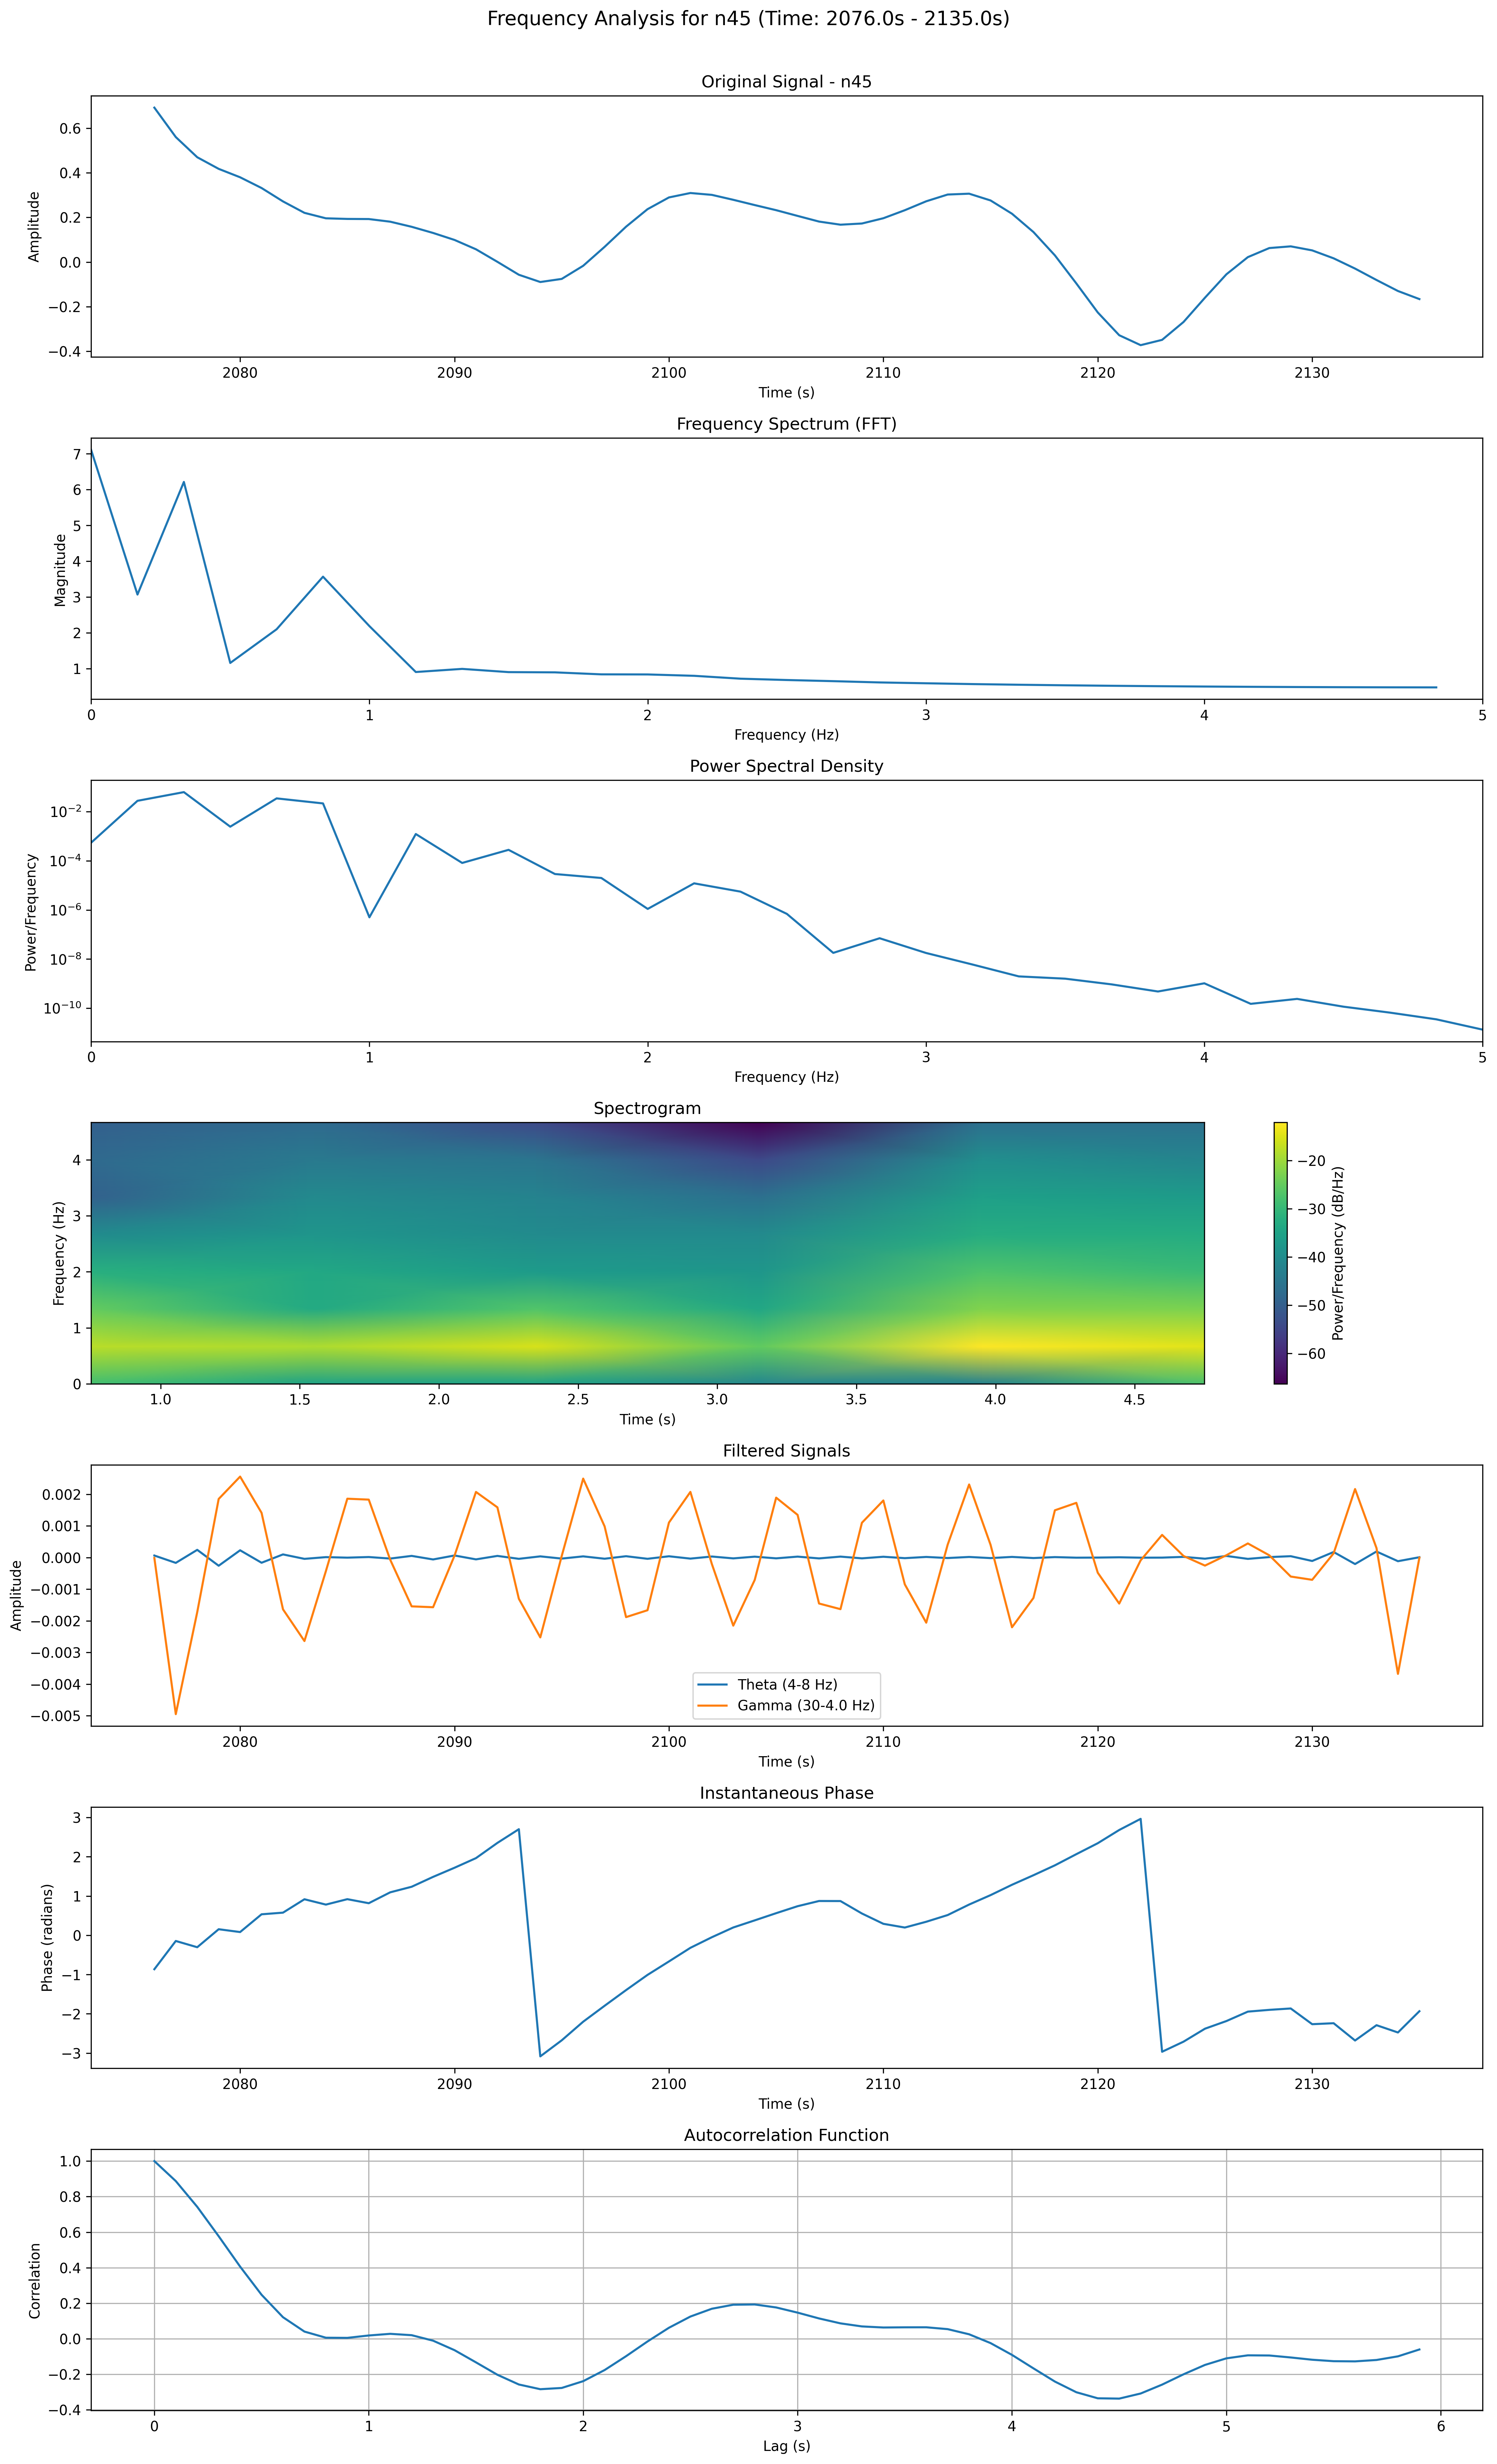 Frequency Analysis for n45 (Time: 2076.0s - 2135.0s)
Original Signal - n45
Amplitude
0.6
0.4
0.2
0.0
−0.2
−0.4
2080 2090 2100 2110 2120 2130
Time (s)
Frequency Spectrum (FFT)
Magnitude
7
6
5
4
3
2
1
0 1 2 3 4 5
Frequency (Hz)
Power Spectral Density
Power/Frequency
10⁻²
10⁻⁴
10⁻⁶
10⁻⁸
10⁻¹⁰
0 1 2 3 4 5
Frequency (Hz)
Spectrogram
Frequency (Hz)
4
3
2
1
0
1.0 1.5 2.0 2.5 3.0 3.5 4.0 4.5
Time (s)
−20
−30
−40
−50
−60
Power/Frequency (dB/Hz)
Filtered Signals
Amplitude
0.002
0.001
0.000
−0.001
−0.002
−0.003
−0.004
−0.005
Theta (4-8 Hz)
Gamma (30-4.0 Hz)
2080 2090 2100 2110 2120 2130
Time (s)
Instantaneous Phase
Phase (radians)
3
2
1
0
−1
−2
−3
2080 2090 2100 2110 2120 2130
Time (s)
Autocorrelation Function
Correlation
1.0
0.8
0.6
0.4
0.2
0.0
−0.2
−0.4
0 1 2 3 4 5 6
Lag (s)